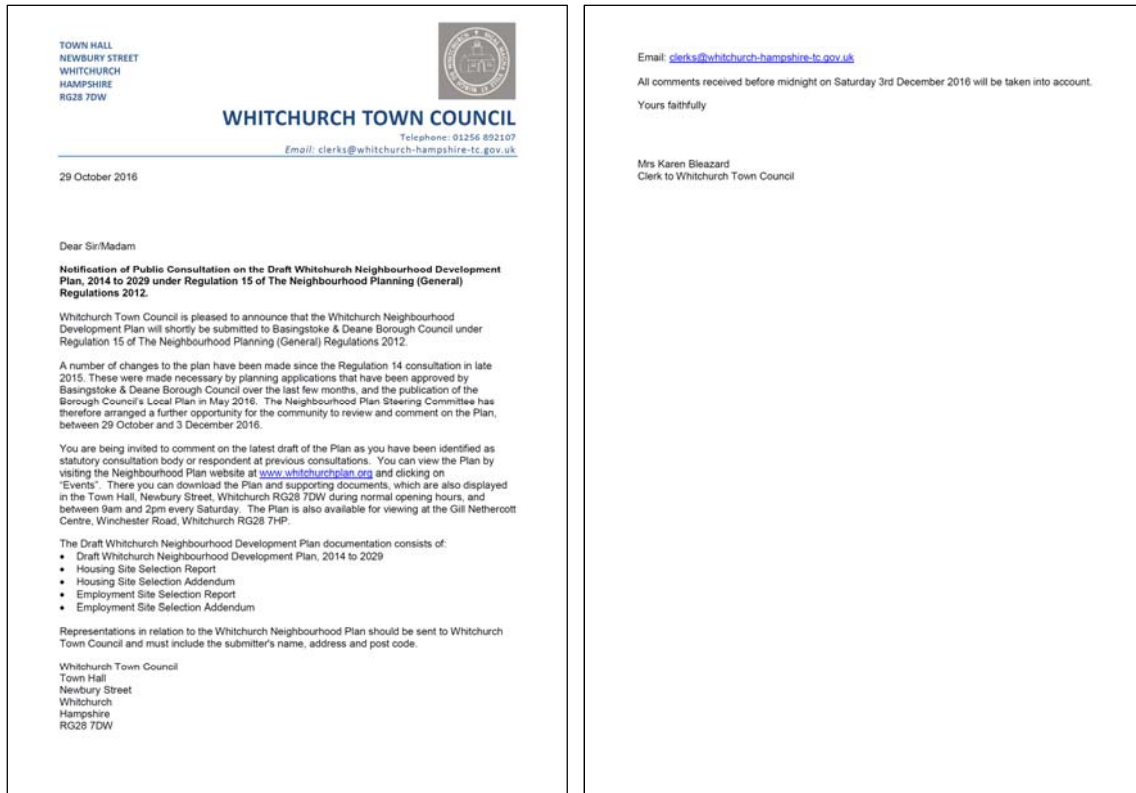 TOWN HALL
NEWBURY STREET
WHITCHURCH
HAMPSHIRE
RG28 7DW
WHITCHURCH TOWN COUNCIL
Telephone: 01256 892107
Email: clerks@whitchurch-hampshire-tc.gov.uk
29 October 2016
Dear Sir/Madam
Notification of Public Consultation on the Draft Whitchurch Neighbourhood Development
Plan, 2014 to 2029 under Regulation 15 of The Neighbourhood Planning (General)
Regulations 2012.
Whitchurch Town Council is pleased to announce that the Whitchurch Neighbourhood
Development Plan will shortly be submitted to Basingstoke & Deane Borough Council under
Regulation 15 of The Neighbourhood Planning (General) Regulations 2012.
A number of changes to the plan have been made since the Regulation 14 consultation in late
2015. These were made necessary by planning applications that have been approved by
Basingstoke & Deane Borough Council over the last few months, and the publication of the
Borough Council's Local Plan in May 2016. The Neighbourhood Plan Steering Committee has
therefore arranged a further opportunity for the community to review and comment on the Plan,
between 29 October and 3 December 2016.
You are being invited to comment on the latest draft of the Plan as you have been identified as
statutory consultation body or respondent at previous consultations. You can view the Plan by
visiting the Neighbourhood Plan website at www.whitchurchplan.org and clicking on
“Events”. There you can download the Plan and supporting documents, which are also displayed
in the Town Hall, Newbury Street, Whitchurch RG28 7DW during normal opening hours, and
between 9am and 2pm every Saturday. The Plan is also available for viewing at the Gill Nethercott
Centre, Winchester Road, Whitchurch RG28 7HP.
The Draft Whitchurch Neighbourhood Development Plan documentation consists of:
• Draft Whitchurch Neighbourhood Development Plan, 2014 to 2029
• Housing Site Selection Report
• Housing Site Selection Addendum
• Employment Site Selection Report
• Employment Site Selection Addendum
Representations in relation to the Whitchurch Neighbourhood Plan should be sent to Whitchurch
Town Council and must include the submitter's name, address and post code.
Whitchurch Town Council
Town Hall
Newbury Street
Whitchurch
Hampshire
RG28 7DW
Email: clerks@whitchurch-hampshire-tc.gov.uk
All comments received before midnight on Saturday 3rd December 2016 will be taken into account.
Yours faithfully
Mrs Karen Bleazard
Clerk to Whitchurch Town Council